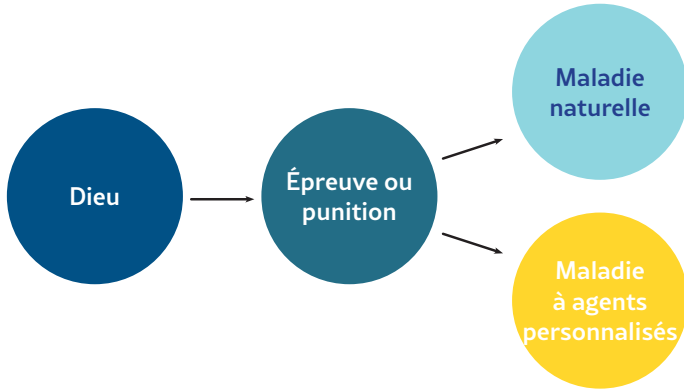 Dieu
Épreuve ou
punition
Maladie
naturelle
Maladie
à agents
personnalisés